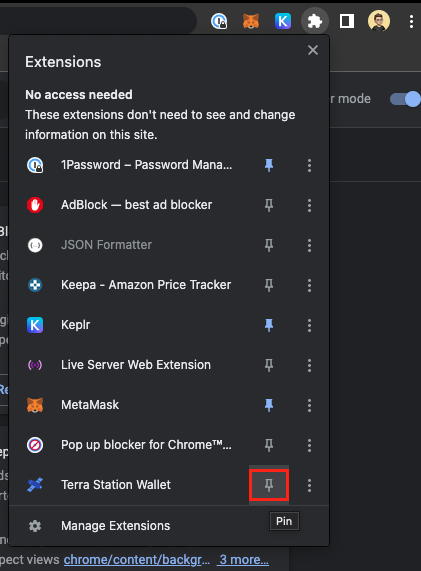 Extensions
No access needed
These extensions don't need to see and change
information on this site.
r mode
1Password – Password Mana...
AdBlock — best ad blocker
JSON Formatter
Keepa - Amazon Price Tracker
Keplr
Live Server Web Extension
MetaMask
Pop up blocker for Chrome™...
Terra Station Wallet
Pin
Manage Extensions
pect views chrome/content/backgr... 3 more...